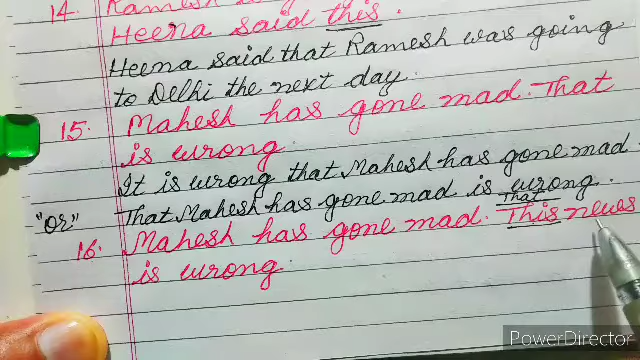 14. Ramesh
Heena said this.
Heena said that Ramesh was going
to Delhi the next day.
15. Mahesh has gone mad. That
is wrong.
It is wrong that Mahesh has gone mad.
"or" That Mahesh has gone mad is wrong.
That
16. Mahesh has gone mad. This news
is wrong.
PowerDirector